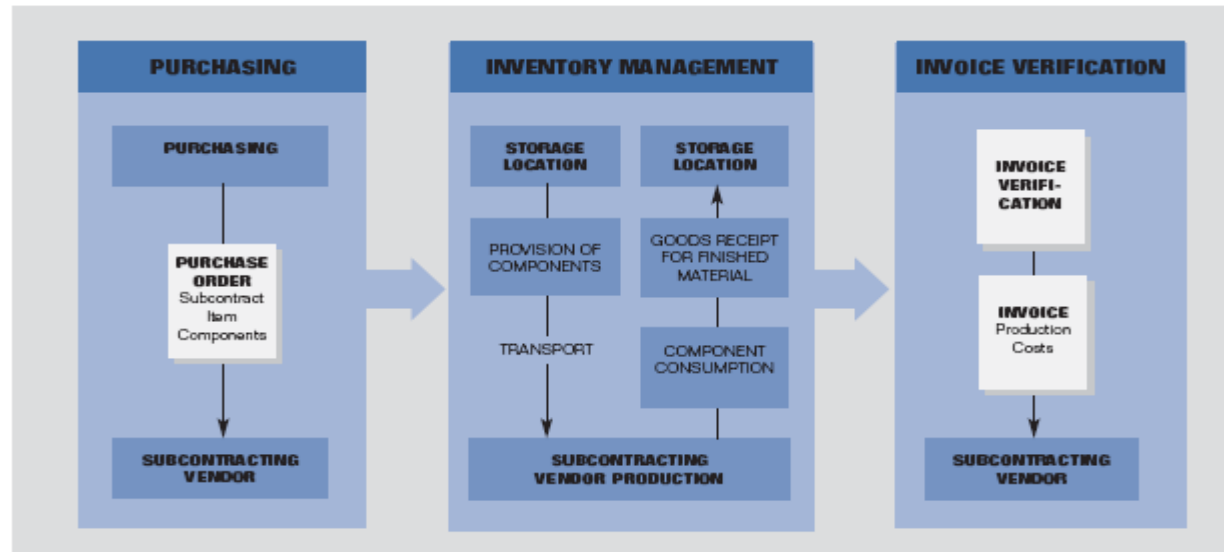 PURCHASING
PURCHASING
PURCHASE
ORDER
Subcontract
Item
Components
SUBCONTRACTING
VENDOR
INVENTORY MANAGEMENT
STORAGE
LOCATION
PROVISION OF
COMPONENTS
TRANSPORT
STORAGE
LOCATION
GOODS RECEIPT
FOR FINISHED
MATERIAL
COMPONENT
CONSUMPTION
SUBCONTRACTING
VENDOR PRODUCTION
INVOICE VERIFICATION
INVOICE
VERIFI-
CATION
INVOICE
Production
Costs
SUBCONTRACTING
VENDOR